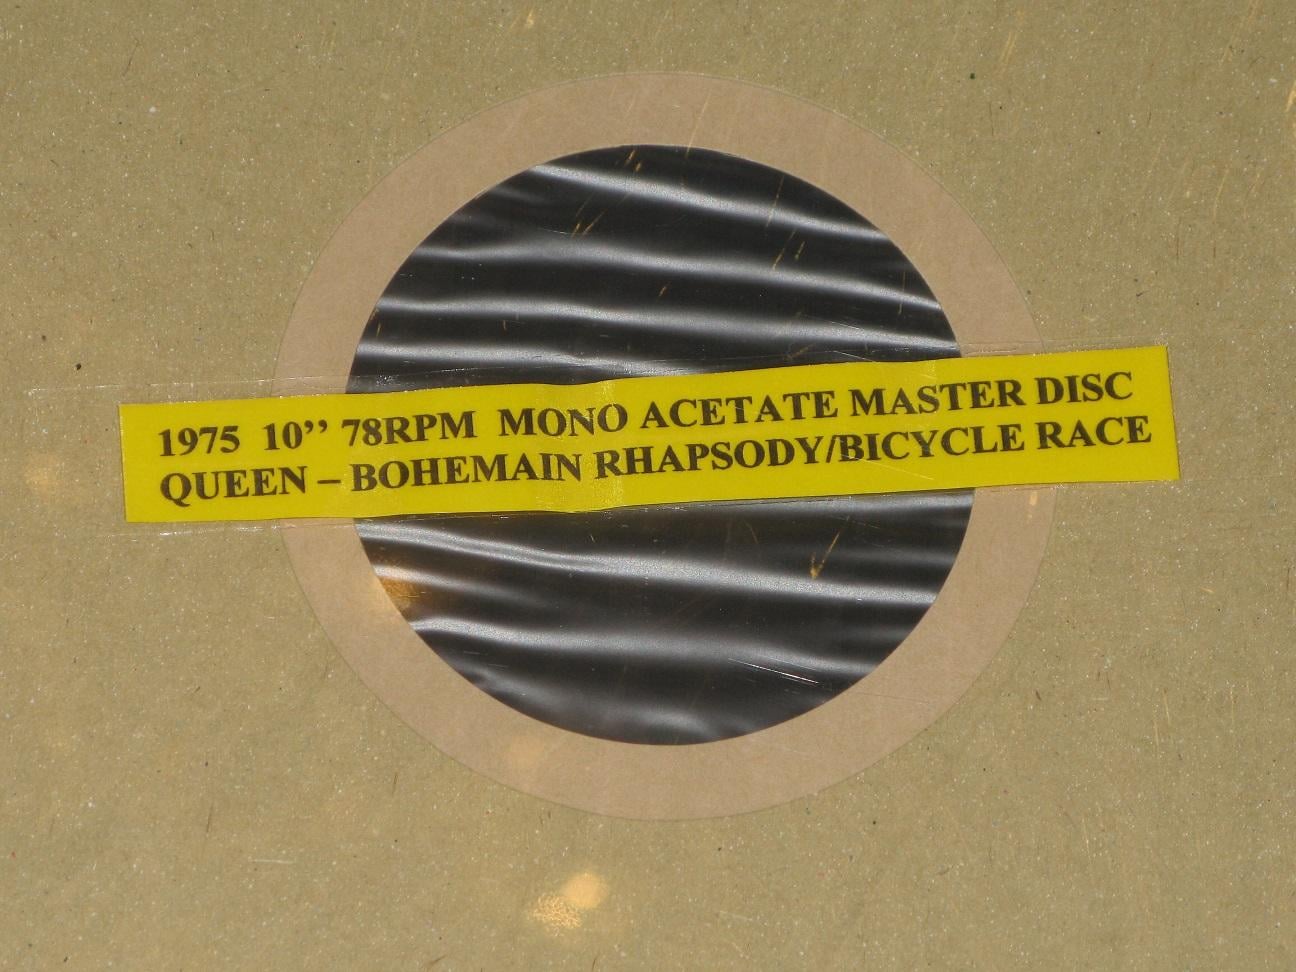 1975 10’’ 78RPM MONO ACETATE MASTER DISC
QUEEN – BOHEMAIN RHAPSODY/BICYCLE RACE